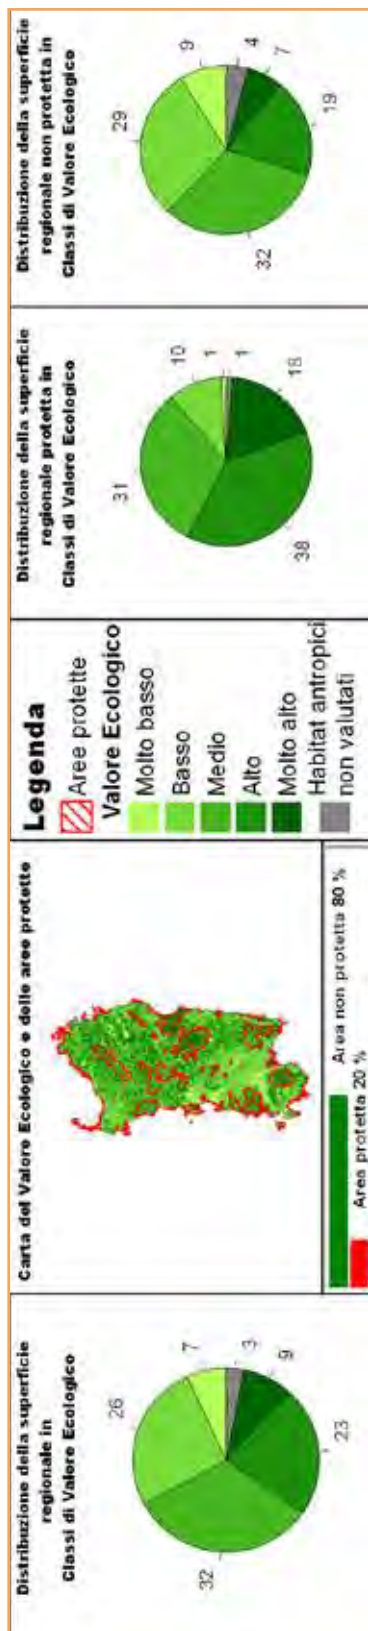 Distribuzione della superficie
regionale in
Classi di Valore Ecologico
26
7
3
9
23
32
Carta del Valore Ecologico e delle aree protette
Area non protetta 80 %
Area protetta 20 %
Legenda
Aree protette
Valore Ecologico
Molto basso
Basso
Medio
Alto
Molto alto
Habitat antropici
non valutati
Distribuzione della superficie
regionale protetta in
Classi di Valore Ecologico
31
10
1
1
18
38
Distribuzione della superficie
regionale non protetta in
Classi di Valore Ecologico
29
9
4
7
19
32